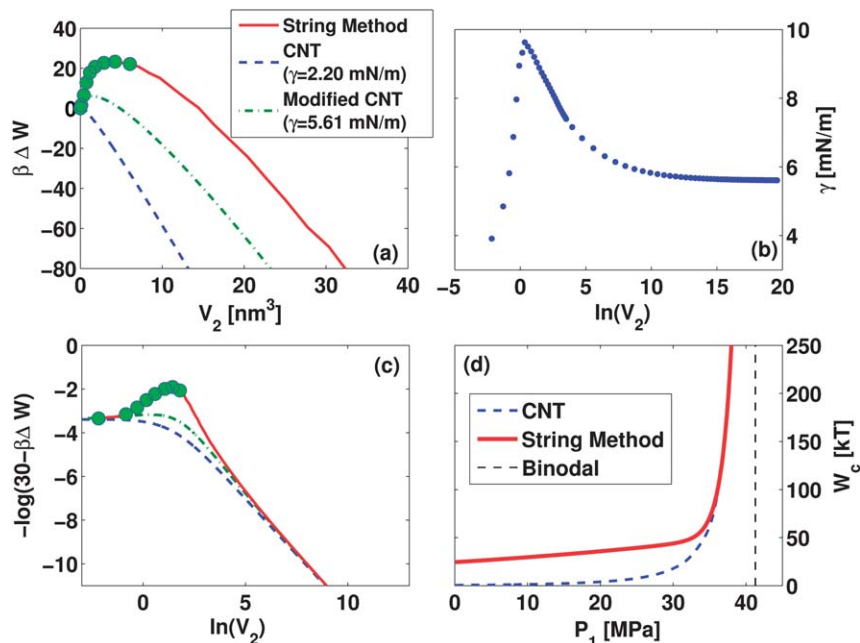 40
20
0
−20
−40
−60
−80
β Δ W
String Method
CNT
(γ=2.20 mN/m)
Modified CNT
(γ=5.61 mN/m)
(a)
0 10 20 30 40
V2 [nm3]
10
8
6
4
γ [mN/m]
(b)
−5 0 5 10 15 20
ln(V2)
0
−2
−4
−6
−8
−10
−log(30−βΔ W)
(c)
0 5 10
ln(V2)
(d)
CNT
String Method
Binodal
250
200
150
100
50
0
Wc [kT]
0 10 20 30 40
P1 [MPa]